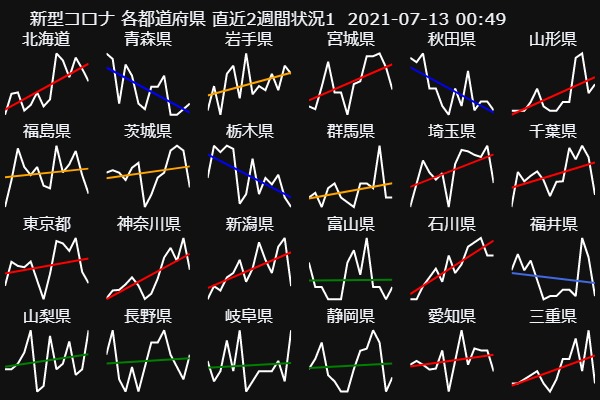 新型コロナ 各都道府県 直近2週間状況1 2021-07-13 00:49
北海道 青森県 岩手県 宮城県 秋田県 山形県
福島県 茨城県 栃木県 群馬県 埼玉県 千葉県
東京都 神奈川県 新潟県 富山県 石川県 福井県
山梨県 長野県 岐阜県 静岡県 愛知県 三重県